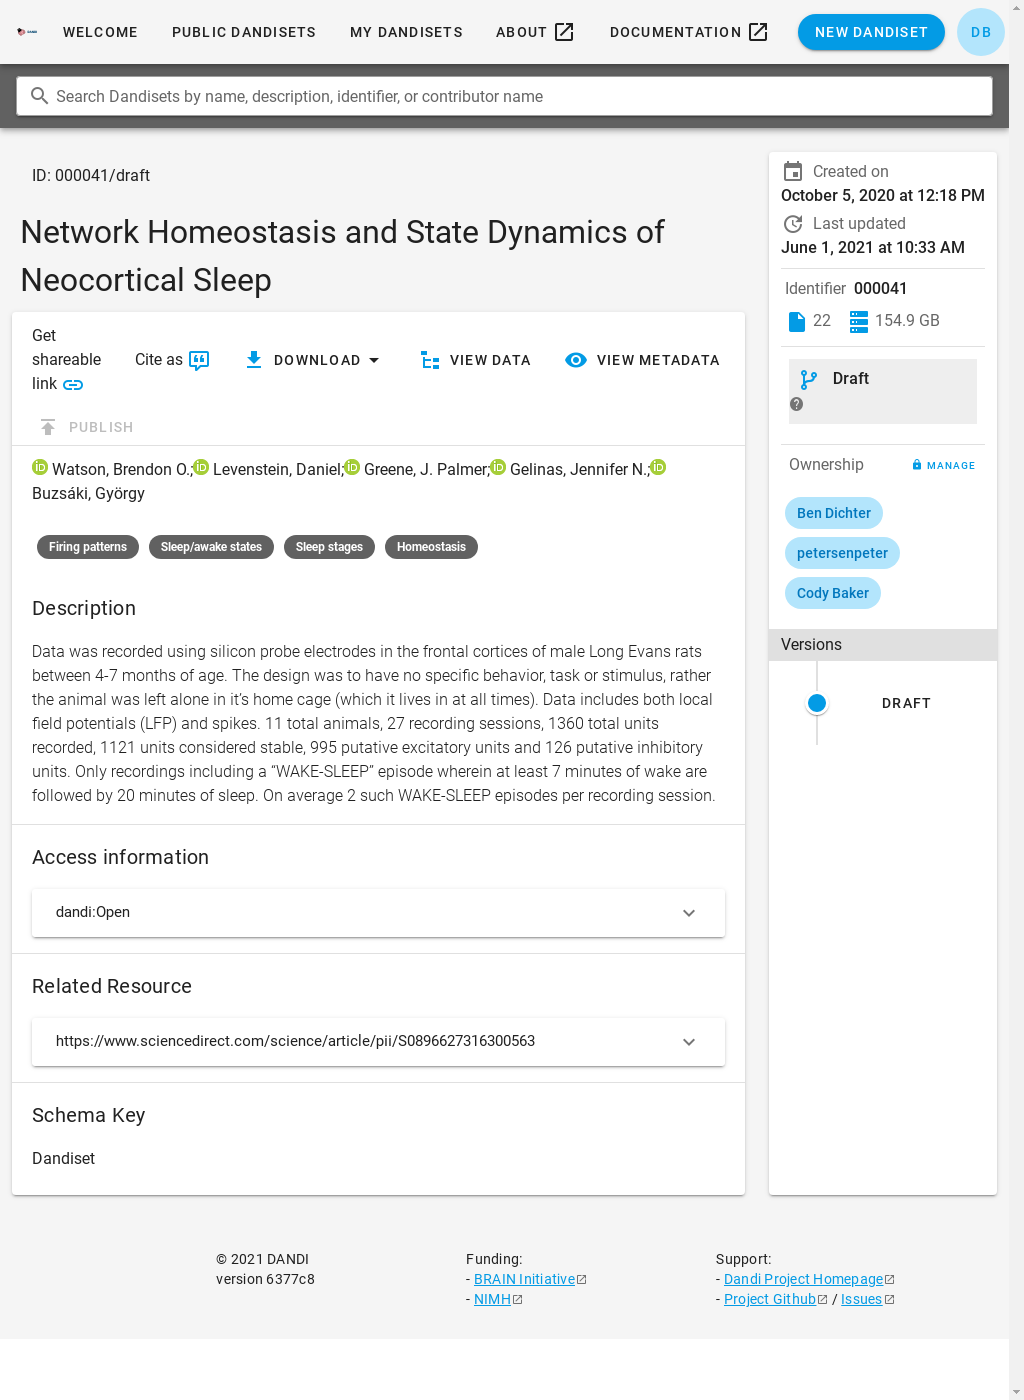 WELCOME PUBLIC DANDISETS MY DANDISETS ABOUT DOCUMENTATION NEW DANDISET DB
Search Dandisets by name, description, identifier, or contributor name
ID: 000041/draft
Network Homeostasis and State Dynamics of
Neocortical Sleep
Get
shareable
link
Cite as
DOWNLOAD
VIEW DATA
VIEW METADATA
PUBLISH
Watson, Brendon O.; Levenstein, Daniel; Greene, J. Palmer; Gelinas, Jennifer N.;
Buzsáki, György
Firing patterns Sleep/awake states Sleep stages Homeostasis
Description
Data was recorded using silicon probe electrodes in the frontal cortices of male Long Evans rats
between 4-7 months of age. The design was to have no specific behavior, task or stimulus, rather
the animal was left alone in it’s home cage (which it lives in at all times). Data includes both local
field potentials (LFP) and spikes. 11 total animals, 27 recording sessions, 1360 total units
recorded, 1121 units considered stable, 995 putative excitatory units and 126 putative inhibitory
units. Only recordings including a “WAKE-SLEEP” episode wherein at least 7 minutes of wake are
followed by 20 minutes of sleep. On average 2 such WAKE-SLEEP episodes per recording session.
Access information
dandi:Open
Related Resource
https://www.sciencedirect.com/science/article/pii/S0896627316300563
Schema Key
Dandiset
Created on
October 5, 2020 at 12:18 PM
Last updated
June 1, 2021 at 10:33 AM
Identifier 000041
22 154.9 GB
Draft
Ownership MANAGE
Ben Dichter
petersenpeter
Cody Baker
Versions
DRAFT
© 2021 DANDI
version 6377c8
Funding:
- BRAIN Initiative
- NIMH
Support:
- Dandi Project Homepage
- Project Github / Issues